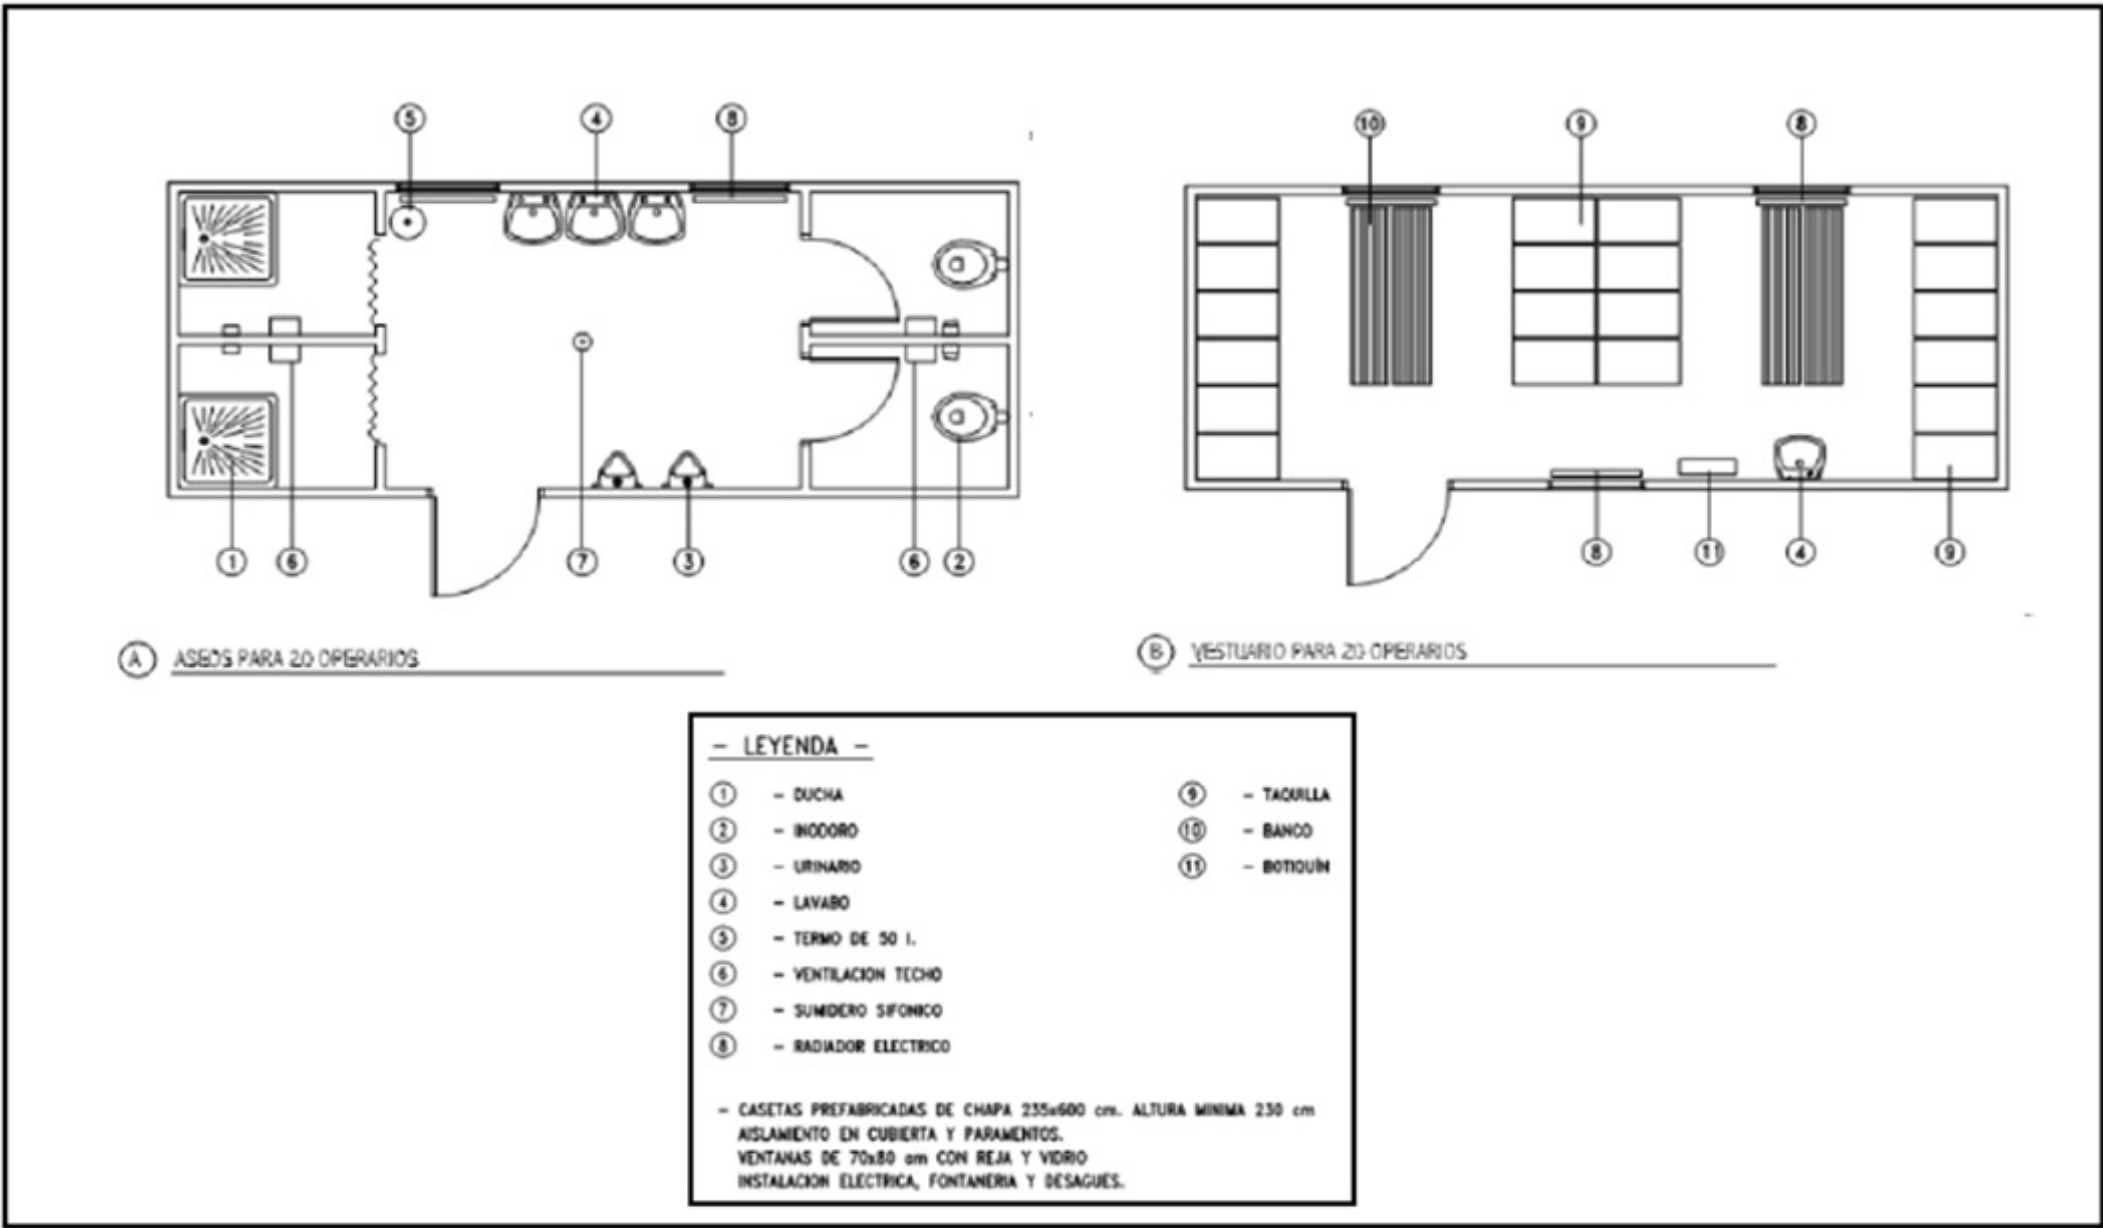 5 4 8
10 9 8
1 6 7 3 6 2
8 11 4 9
A ASEOS PARA 20 OPERARIOS
B VESTUARIO PARA 20 OPERARIOS
- LEYENDA -
1 - DUCHA
2 - INODORO
3 - URINARIO
4 - LAVABO
5 - TERMO DE 50 l.
6 - VENTILACION TECHO
7 - SUMIDERO SIFONICO
8 - RADIADOR ELECTRICO
9 - TAQUILLA
10 - BANCO
11 - BOTIQUÍN
- CASETAS PREFABRICADAS DE CHAPA 235x600 cm. ALTURA MINIMA 230 cm
AISLAMIENTO EN CUBIERTA Y PARAMENTOS.
VENTANAS DE 70x80 cm CON REJA Y VIDRIO
INSTALACION ELECTRICA, FONTANERIA Y DESAGUES.